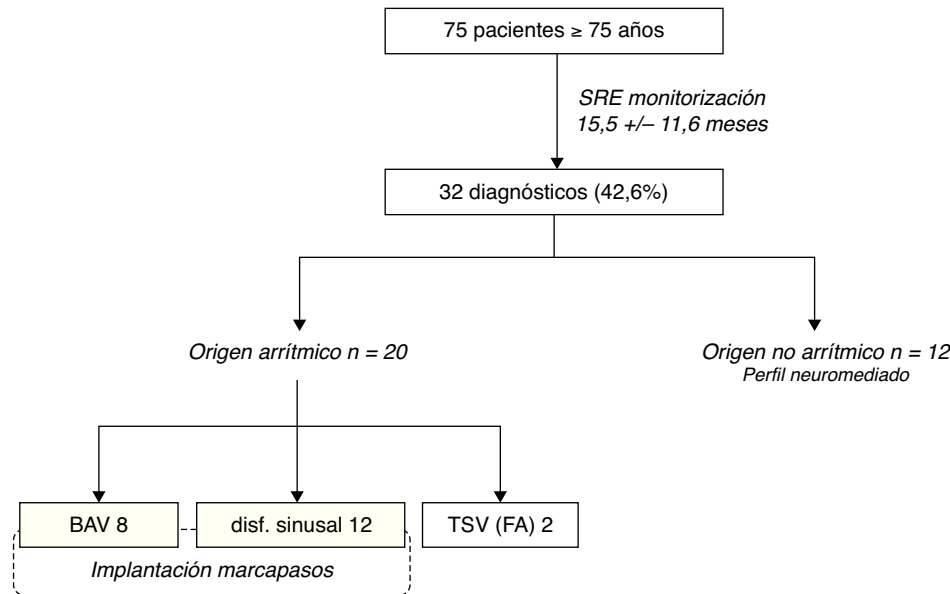 75 pacientes ≥ 75 años
SRE monitorización
15,5 +/– 11,6 meses
32 diagnósticos (42,6%)
Origen arrítmico n = 20
Origen no arrítmico n = 12
Perfil neuromediado
BAV 8
disf. sinusal 12
TSV (FA) 2
Implantación marcapasos